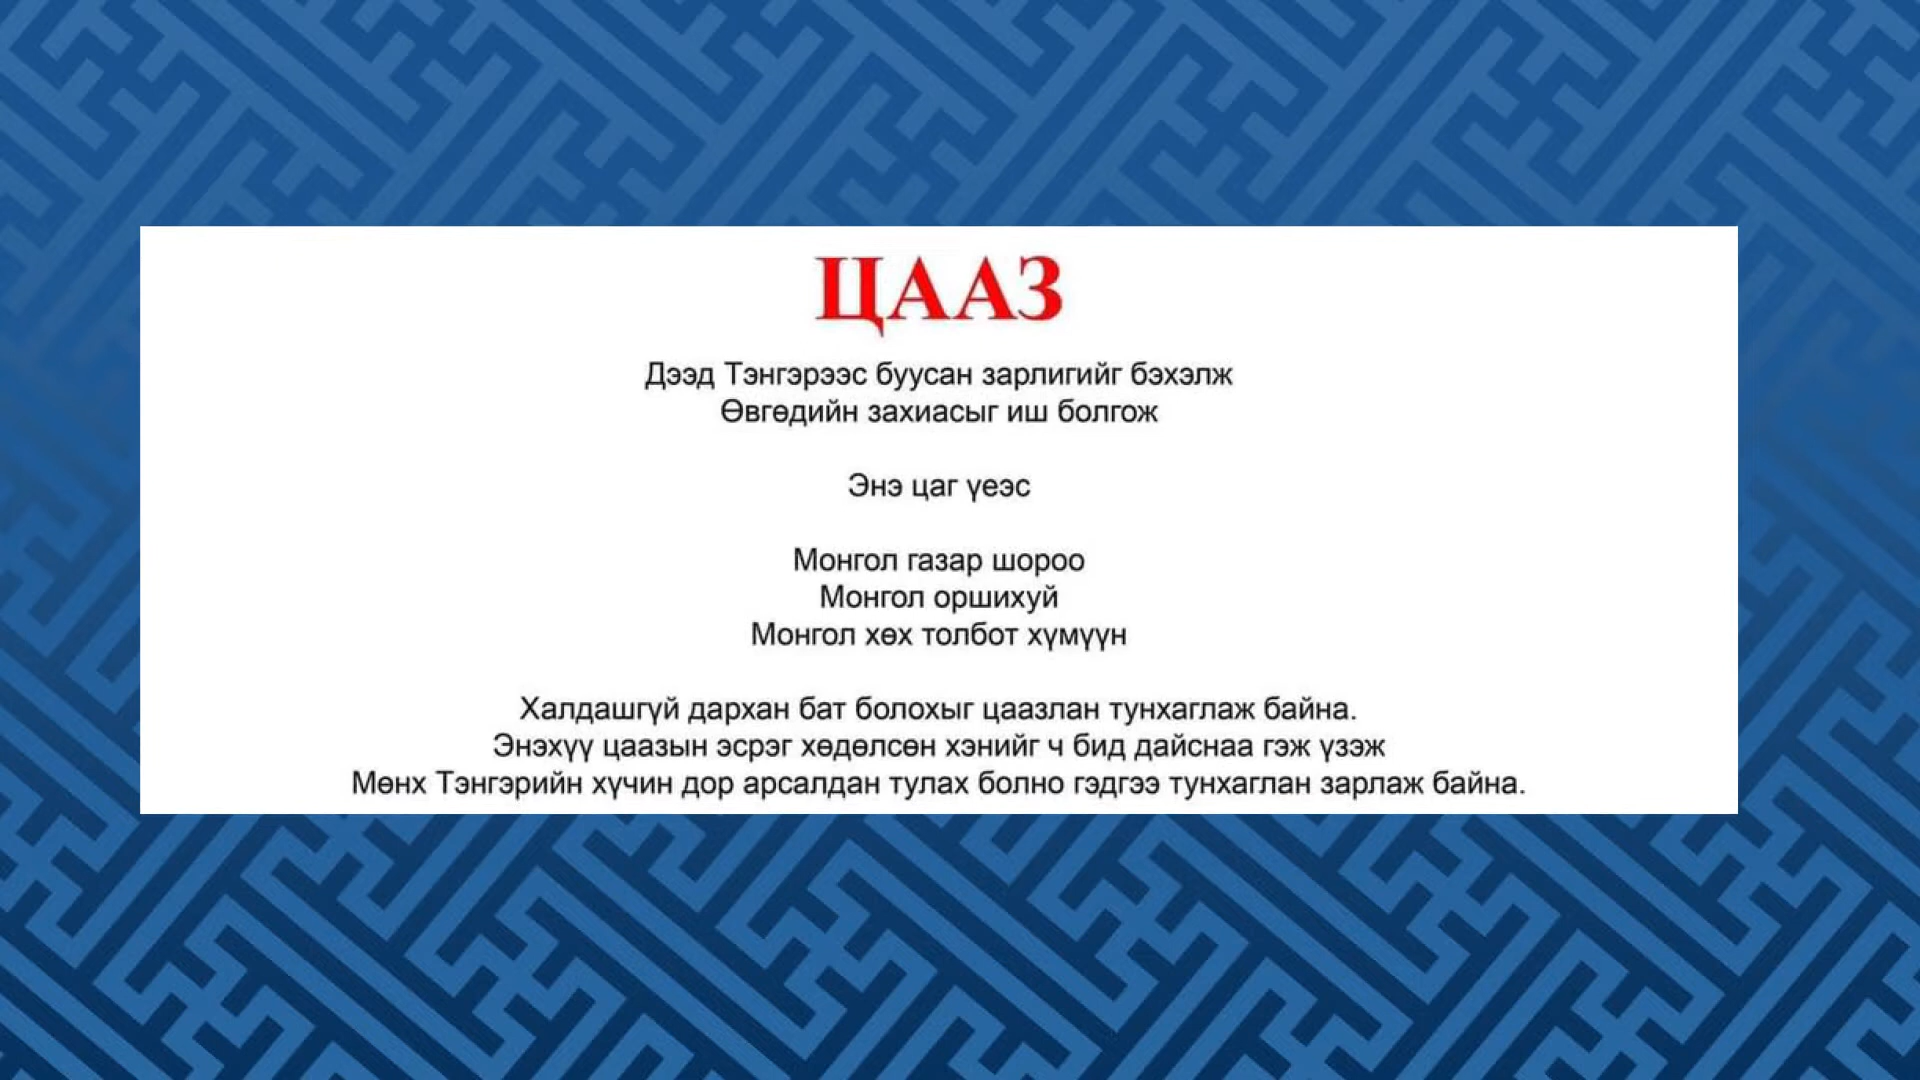 ЦААЗ
Дээд Тэнгэрээс буусан зарлигийг бэхэлж
Өвгөдийн захиасыг иш болгож
Энэ цаг үеэс
Монгол газар шороо
Монгол оршихуй
Монгол хөх толбот хүмүүн
Халдашгүй дархан бат болохыг цаазлан тунхаглаж байна.
Энэхүү цаазын эсрэг хөдөлсөн хэнийг ч бид дайснаа гэж үзэж
Мөнх Тэнгэрийн хүчин дор арсалдан тулах болно гэдгээ тунхаглан зарлаж байна.